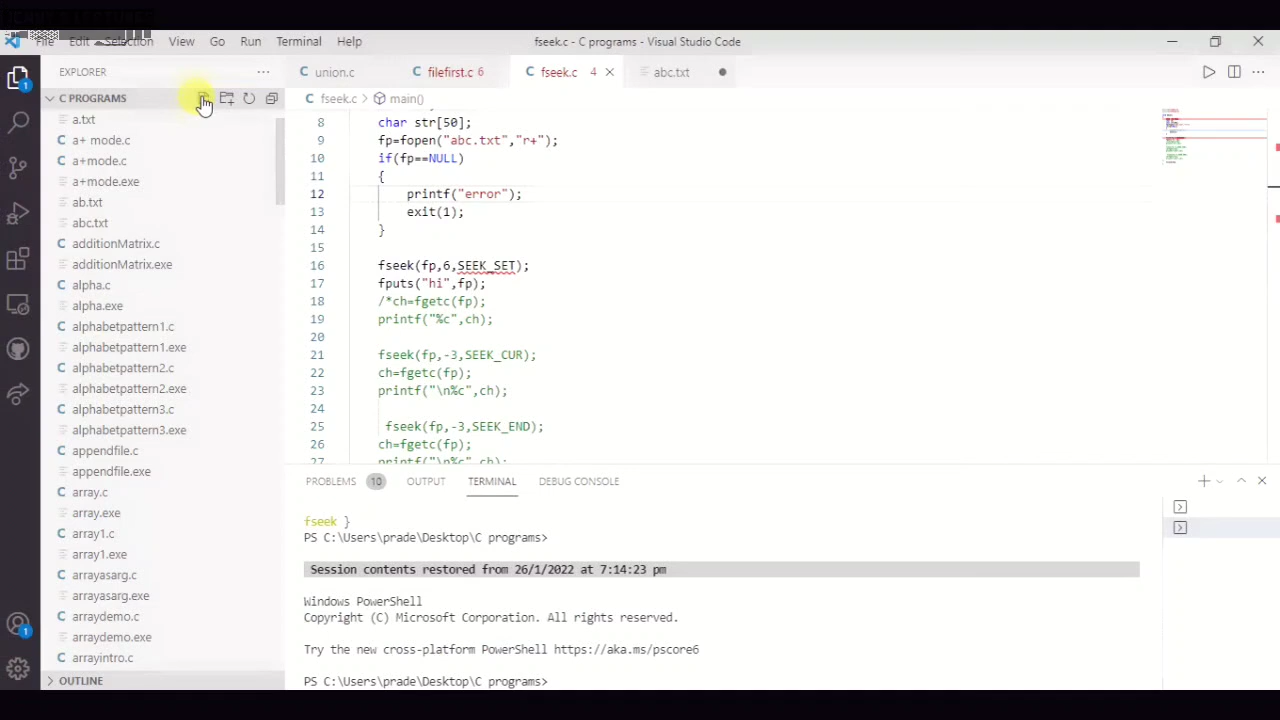 File Edit Selection View Go Run Terminal Help
fseek.c - C programs - Visual Studio Code
EXPLORER
union.c
filefirst.c 6
fseek.c 4
abc.txt
C PROGRAMS
fseek.c > main()
a.txt
a+ mode.c
a+mode.c
a+mode.exe
ab.txt
abc.txt
additionMatrix.c
additionMatrix.exe
alpha.c
alpha.exe
alphabetpattern1.c
alphabetpattern1.exe
alphabetpattern2.c
alphabetpattern2.exe
alphabetpattern3.c
alphabetpattern3.exe
appendfile.c
appendfile.exe
array.c
array.exe
array1.c
array1.exe
arrayasarg.c
arrayasarg.exe
arraydemo.c
arraydemo.exe
arrayintro.c
OUTLINE
1
1
8 char str[50];
9 fp=fopen("abc.txt","r+");
10 if(fp==NULL)
11 {
12 printf("error");
13 exit(1);
14 }
15
16 fseek(fp,6,SEEK_SET);
17 fputs("hi",fp);
18 /*ch=fgetc(fp);
19 printf("%c",ch);
20
21 fseek(fp,-3,SEEK_CUR);
22 ch=fgetc(fp);
23 printf("\n%c",ch);
24
25 fseek(fp,-3,SEEK_END);
26 ch=fgetc(fp);
27 printf("\n%c",ch);
PROBLEMS 10 OUTPUT TERMINAL DEBUG CONSOLE
fseek }
PS C:\Users\prade\Desktop\C programs>
Session contents restored from 26/1/2022 at 7:14:23 pm
Windows PowerShell
Copyright (C) Microsoft Corporation. All rights reserved.
Try the new cross-platform PowerShell https://aka.ms/pscore6
PS C:\Users\prade\Desktop\C programs>